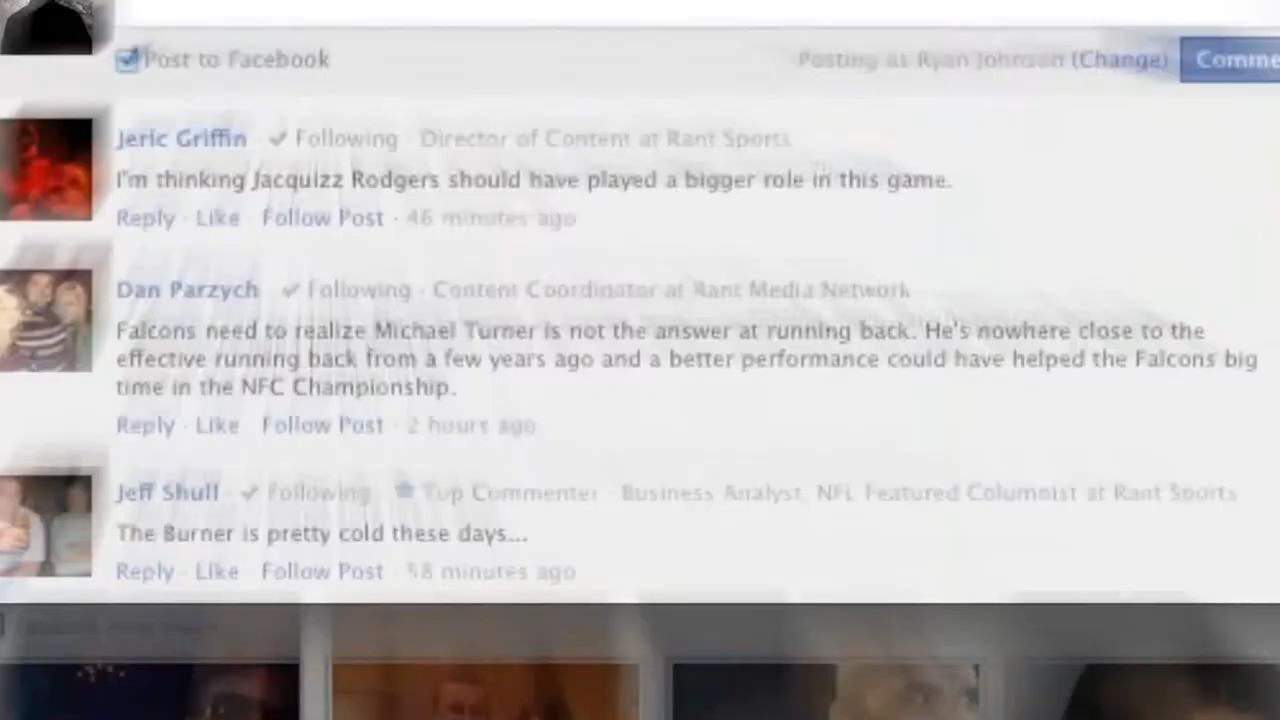 Post to Facebook Posting as Ryan Johnson (Change) Comme
Jeric Griffin · ✔ Following · Director of Content at Rant Sports
I'm thinking Jacquizz Rodgers should have played a bigger role in this game.
Reply · Like · Follow Post · 46 minutes ago
Dan Parzych · ✔ Following · Content Coordinator at Rant Media Network
Falcons need to realize Michael Turner is not the answer at running back. He's nowhere close to the
effective running back from a few years ago and a better performance could have helped the Falcons big
time in the NFC Championship.
Reply · Like · Follow Post · 2 hours ago
Jeff Shull · ✔ Following · Top Commenter · Business Analyst, NFL Featured Columnist at Rant Sports
The Burner is pretty cold these days...
Reply · Like · Follow Post · 58 minutes ago